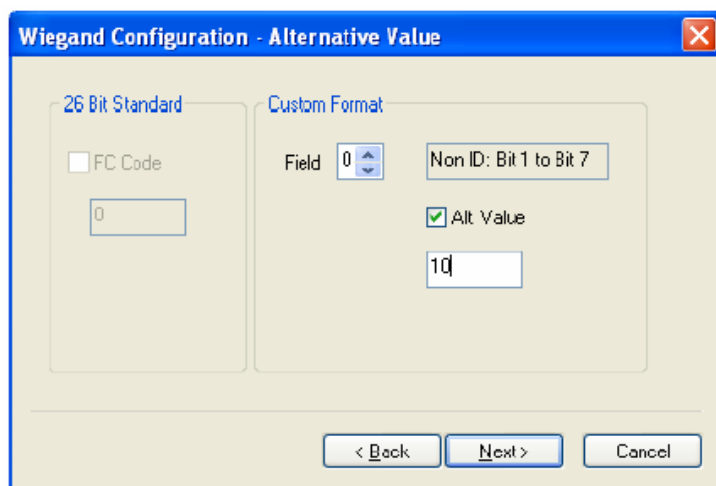 Wiegand Configuration - Alternative Value
26 Bit Standard
FC Code
0
Custom Format
Field 0 Non ID: Bit 1 to Bit 7
Alt Value
10
< Back Next > Cancel